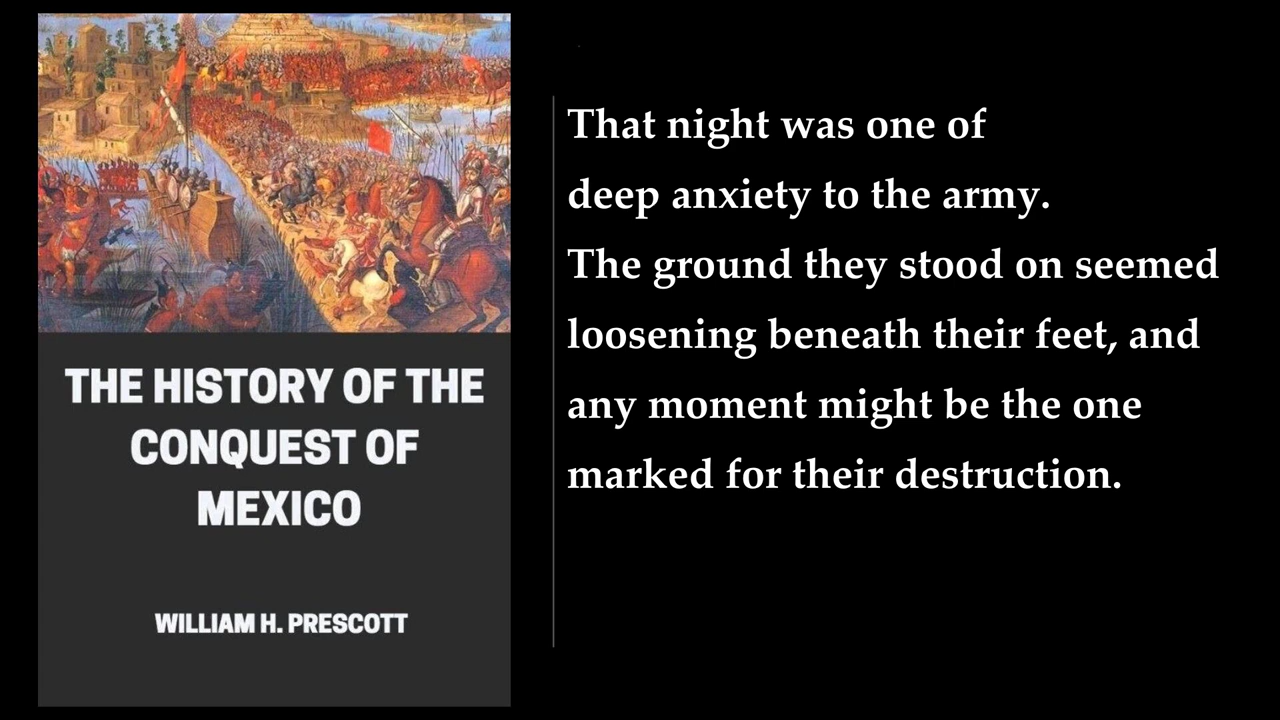 THE HISTORY OF THE
CONQUEST OF
MEXICO
WILLIAM H. PRESCOTT
That night was one of
deep anxiety to the army.
The ground they stood on seemed
loosening beneath their feet, and
any moment might be the one
marked for their destruction.